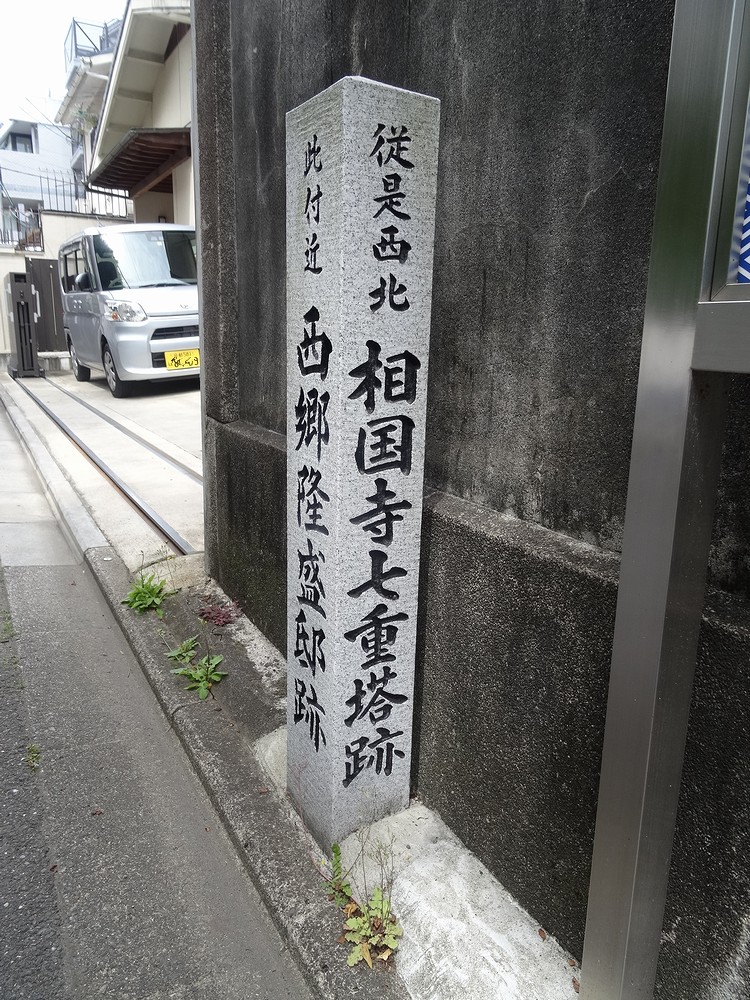 従是西北 相国寺七重塔跡
此付近 西郷隆盛邸跡